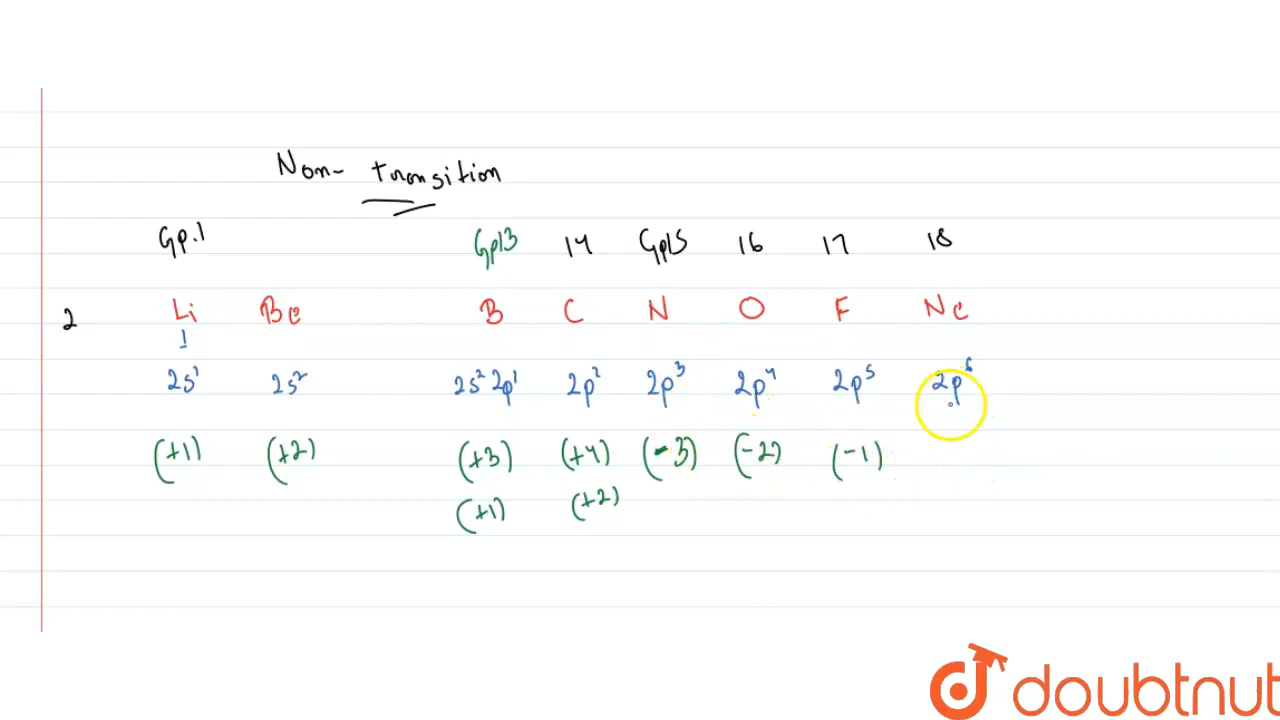 Non-transition
Gp.1 Gp13 14 Gp15 16 17 18
2 Li Be B C N O F Ne
1
2s¹ 2s² 2s² 2p¹ 2p² 2p³ 2p⁴ 2p⁵ 2p⁶
(+1) (+2) (+3) (+4) (-3) (-2) (-1)
(+1) (+2)
doubtnut